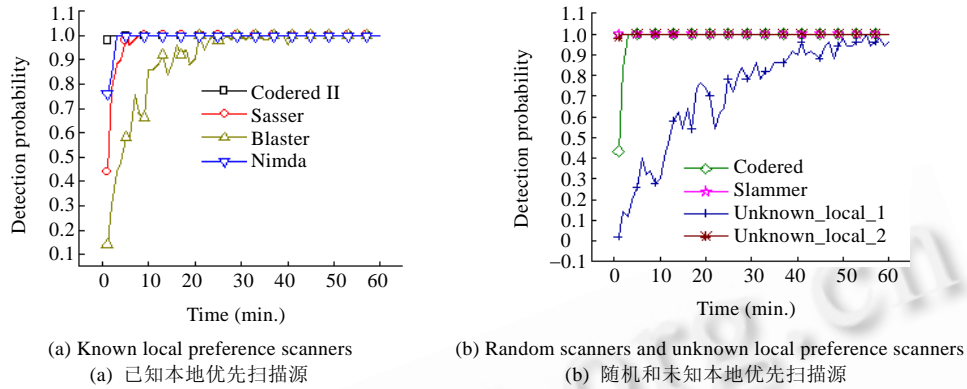 1.1
1.0
0.9
0.8
0.7
0.6
0.5
0.4
0.3
0.2
0.1
Detection probability
Codered II
Sasser
Blaster
Nimda
0 10 20 30 40 50 60
Time (min.)
(a) Known local preference scanners
(a) 已知本地优先扫描源
1.1
1.0
0.9
0.8
0.7
0.6
0.5
0.4
0.3
0.2
0.1
0
−0.1
Detection probability
Codered
Slammer
Unknown_local_1
Unknown_local_2
0 10 20 30 40 50 60
Time (min.)
(b) Random scanners and unknown local preference scanners
(b) 随机和未知本地优先扫描源